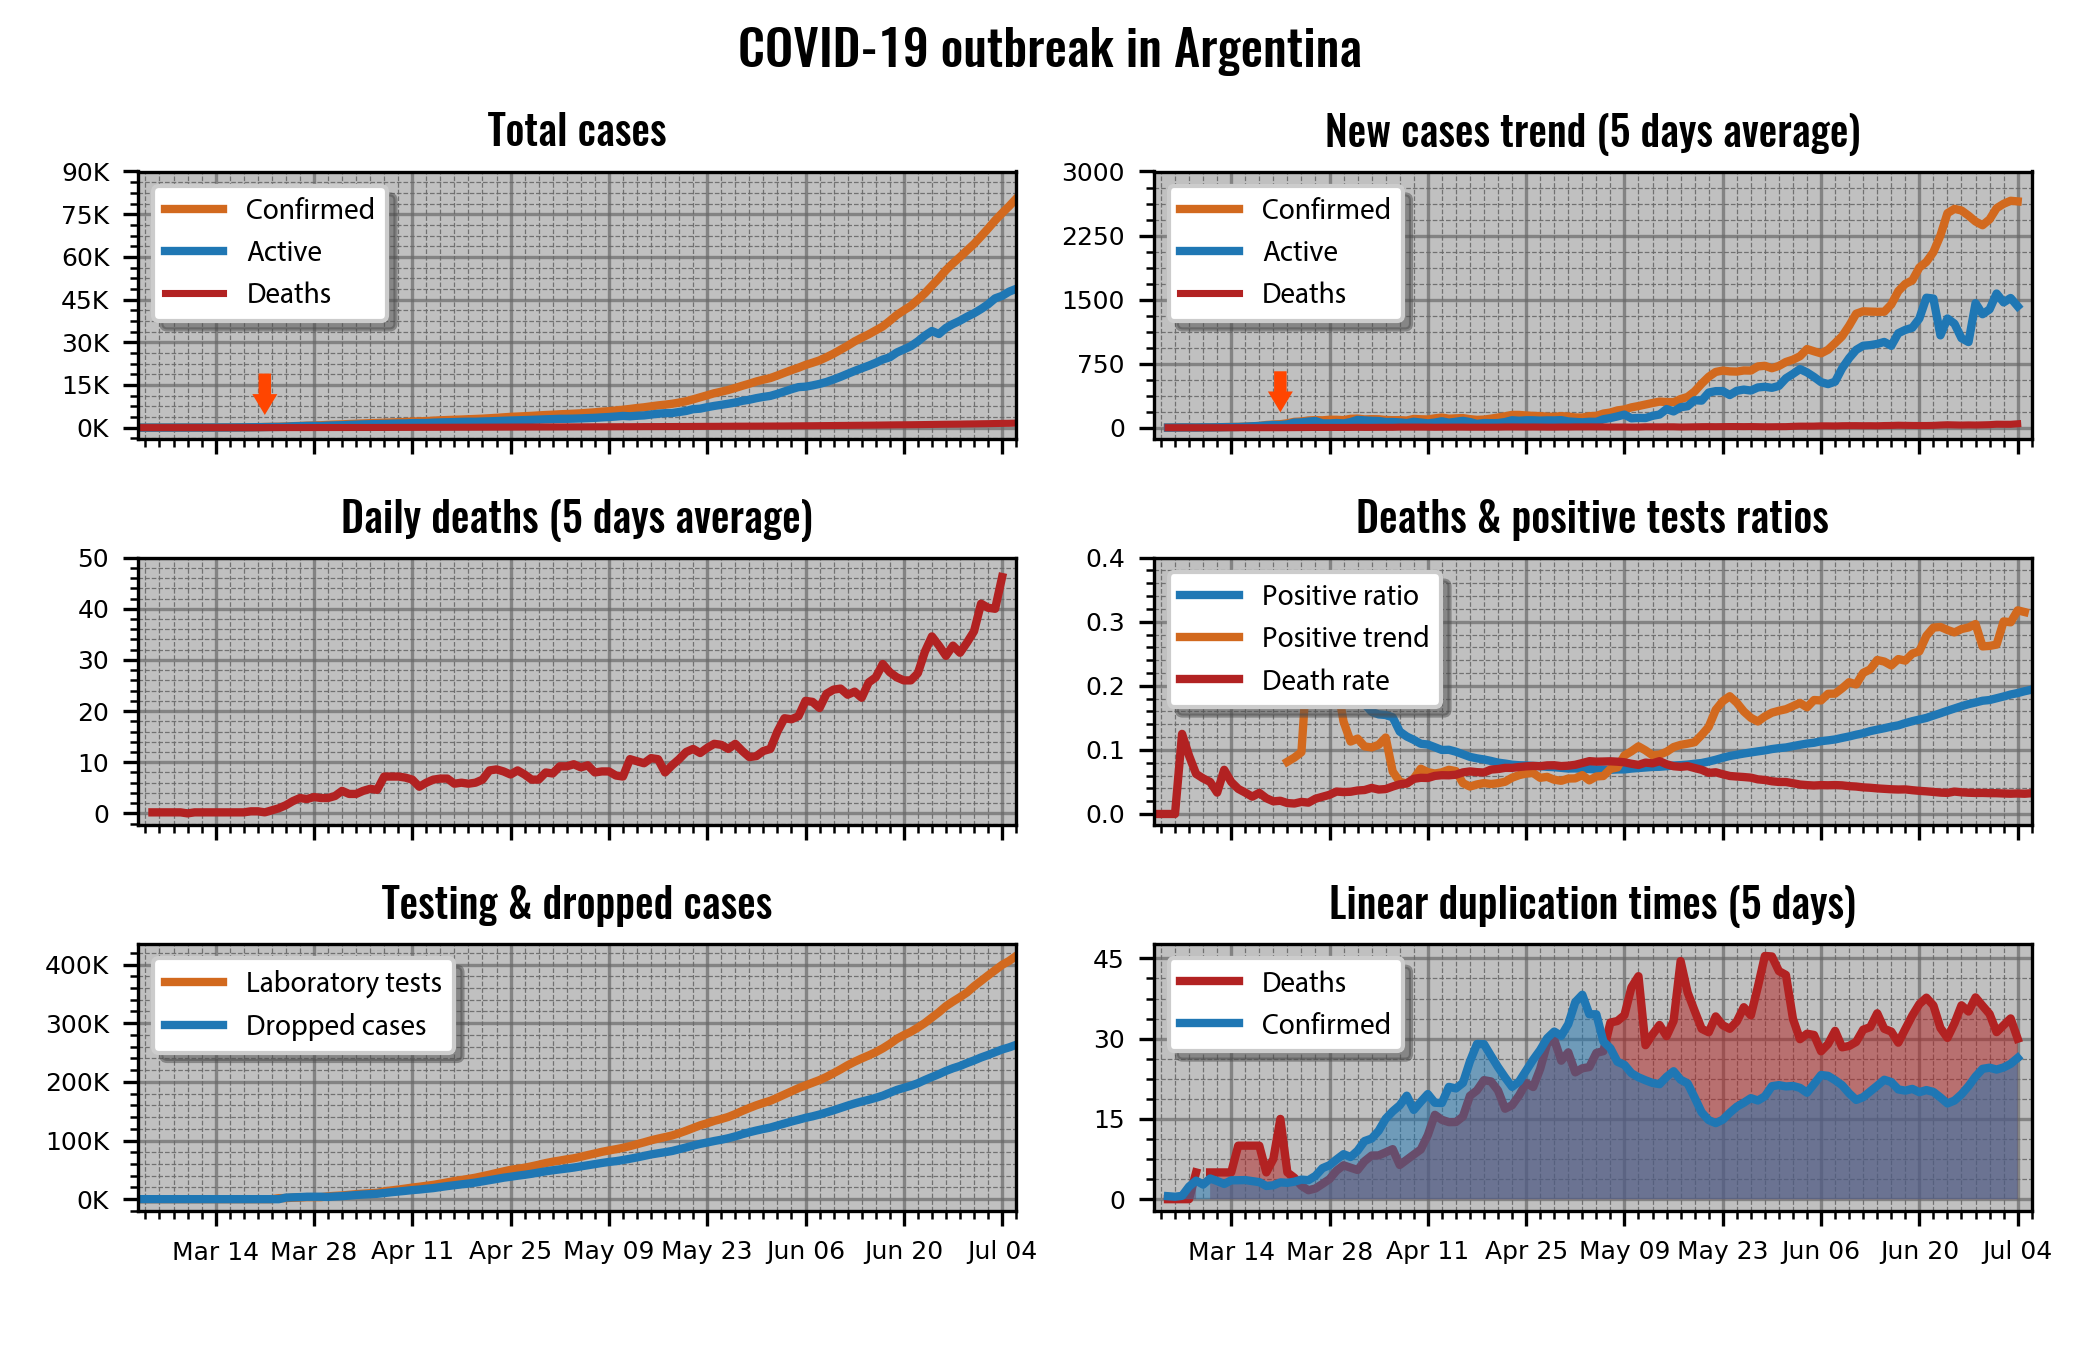 COVID-19 outbreak in Argentina
Total cases
90K
75K
60K
45K
30K
15K
0K
Confirmed
Active
Deaths
New cases trend (5 days average)
3000
2250
1500
750
0
Confirmed
Active
Deaths
Daily deaths (5 days average)
50
40
30
20
10
0
Deaths & positive tests ratios
0.4
0.3
0.2
0.1
0.0
Positive ratio
Positive trend
Death rate
Testing & dropped cases
400K
300K
200K
100K
0K
Laboratory tests
Dropped cases
Mar 14 Mar 28 Apr 11 Apr 25 May 09 May 23 Jun 06 Jun 20 Jul 04
Linear duplication times (5 days)
45
30
15
0
Deaths
Confirmed
Mar 14 Mar 28 Apr 11 Apr 25 May 09 May 23 Jun 06 Jun 20 Jul 04